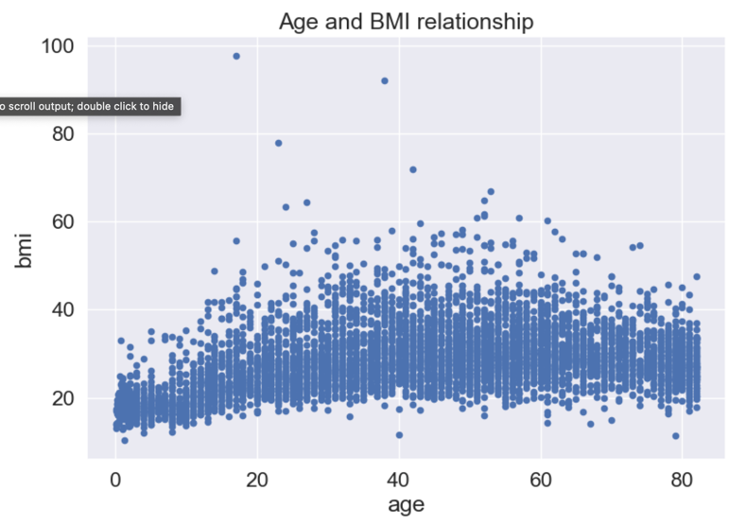 Age and BMI relationship
100
o scroll output; double click to hide
80
60
bmi
40
20
0 20 40 60 80
age